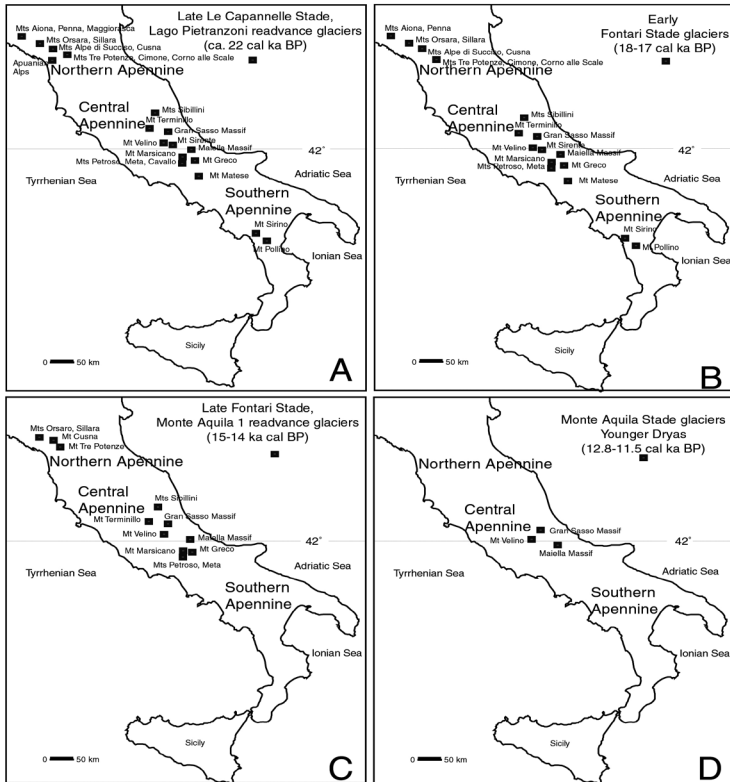 Late Le Capannelle Stade,
Lago Pietranzoni readvance glaciers
(ca. 22 cal ka BP)
Mts Aiona, Penna, Maggiorasca
Mts Orsara, Sillara
Mts Alpe di Succiso, Cusna
Mts Tre Potenze, Cimone, Corno alle Scale
Apuanian
Alps
Northern Apennine
Central
Apennine
Mts Sibillini
Mt Terminillo
Gran Sasso Massif
Mt Velino
Mt Sirente
Maiella Massif
42°
Mt Marsicano
Mt Greco
Mts Petroso, Meta, Cavallo
Mt Matese
Tyrrhenian Sea
Adriatic Sea
Southern
Apennine
Mt Sirino
Mt Pollino
Ionian Sea
Sicily
0 50 km
A
Early
Fontari Stade glaciers
(18-17 cal ka BP)
Mts Aiona, Penna
Mts Orsara, Sillara
Mts Alpe di Succiso, Cusna
Mts Tre Potenze, Cimone, Corno alle Scale
Northern Apennine
Central
Apennine
Mts Sibillini
Mt Terminillo
Gran Sasso Massif
Mt Velino
Mt Sirente
Maiella Massif
42°
Mt Marsicano
Mt Greco
Mts Petroso, Meta
Mt Matese
Tyrrhenian Sea
Adriatic Sea
Southern
Apennine
Mt Sirino
Mt Pollino
Ionian Sea
Sicily
0 50 km
B
Late Fontari Stade,
Monte Aquila 1 readvance glaciers
(15-14 ka cal BP)
Mts Orsaro, Sillara
Mt Cusna
Mt Tre Potenze
Northern Apennine
Central
Apennine
Mts Sibillini
Mt Terminillo
Gran Sasso Massif
Mt Velino
Maiella Massif
42°
Mt Marsicano
Mt Greco
Mts Petroso, Meta
Tyrrhenian Sea
Adriatic Sea
Southern
Apennine
Ionian Sea
Sicily
0 50 km
C
Monte Aquila Stade glaciers
Younger Dryas
(12.8-11.5 cal ka BP)
Northern Apennine
Central
Apennine
Gran Sasso Massif
Mt Velino
Maiella Massif
42°
Tyrrhenian Sea
Adriatic Sea
Southern
Apennine
Ionian Sea
Sicily
0 50 km
D